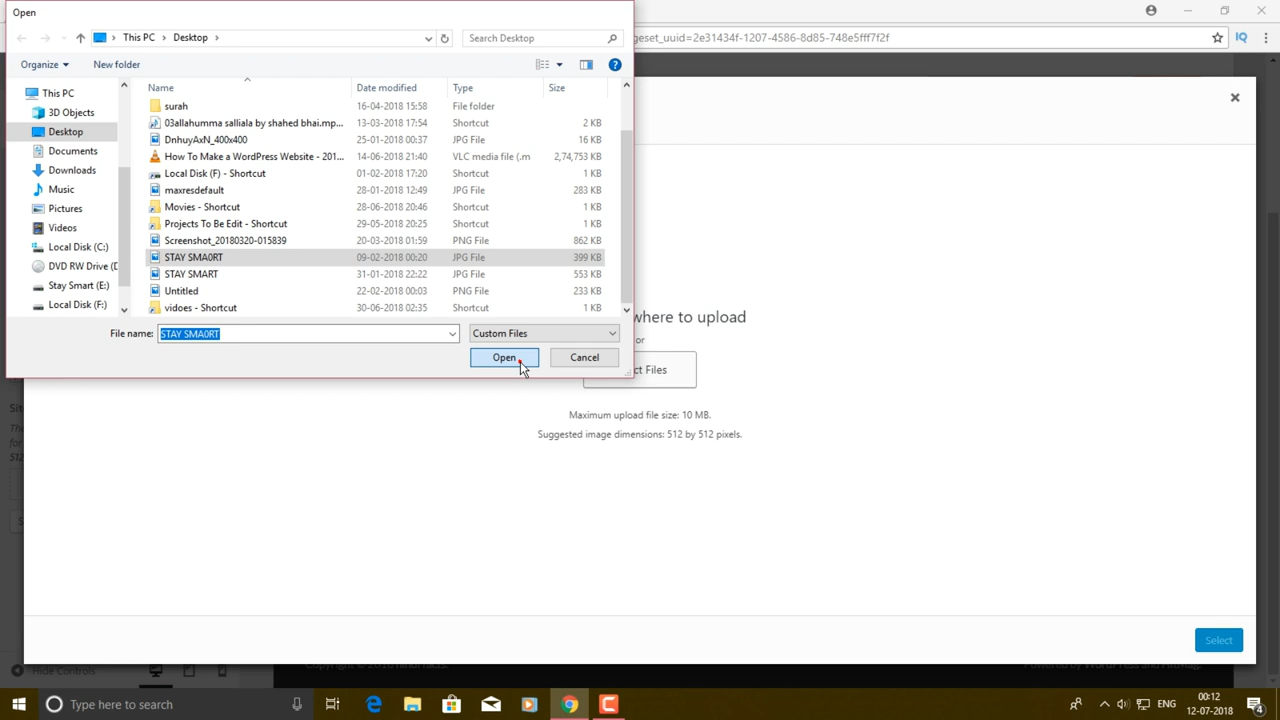 Open
This PC > Desktop >
Search Desktop
geset_uuid=2e31434f-1207-4586-8d85-748e5fff7f2f
Organize
New folder
This PC
3D Objects
Desktop
Documents
Downloads
Music
Pictures
Videos
Local Disk (C:)
DVD RW Drive (D
Stay Smart (E:)
Local Disk (F:)
Name Date modified Type Size
surah 16-04-2018 15:58 File folder
03allahumma salliala by shahed bhai.mp... 13-03-2018 17:54 Shortcut 2 KB
DnhuyAxN_400x400 25-01-2018 00:37 JPG File 16 KB
How To Make a WordPress Website - 201... 14-06-2018 21:40 VLC media file (.m 2,74,753 KB
Local Disk (F) - Shortcut 01-02-2018 17:20 Shortcut 1 KB
maxresdefault 28-01-2018 12:49 JPG File 283 KB
Movies - Shortcut 28-06-2018 20:46 Shortcut 1 KB
Projects To Be Edit - Shortcut 29-05-2018 20:25 Shortcut 1 KB
Screenshot_20180320-015839 20-03-2018 01:59 PNG File 862 KB
STAY SMA0RT 09-02-2018 00:20 JPG File 399 KB
STAY SMART 31-01-2018 22:22 JPG File 553 KB
Untitled 22-02-2018 00:03 PNG File 233 KB
vidoes - Shortcut 30-06-2018 02:35 Shortcut 1 KB
File name: STAY SMA0RT
Custom Files
Open Cancel
where to upload
or
ct Files
Maximum upload file size: 10 MB.
Suggested image dimensions: 512 by 512 pixels.
Select
Hide Controls
Powered by WordPress and HitMag.
Type here to search
ENG
00:12
12-07-2018
4